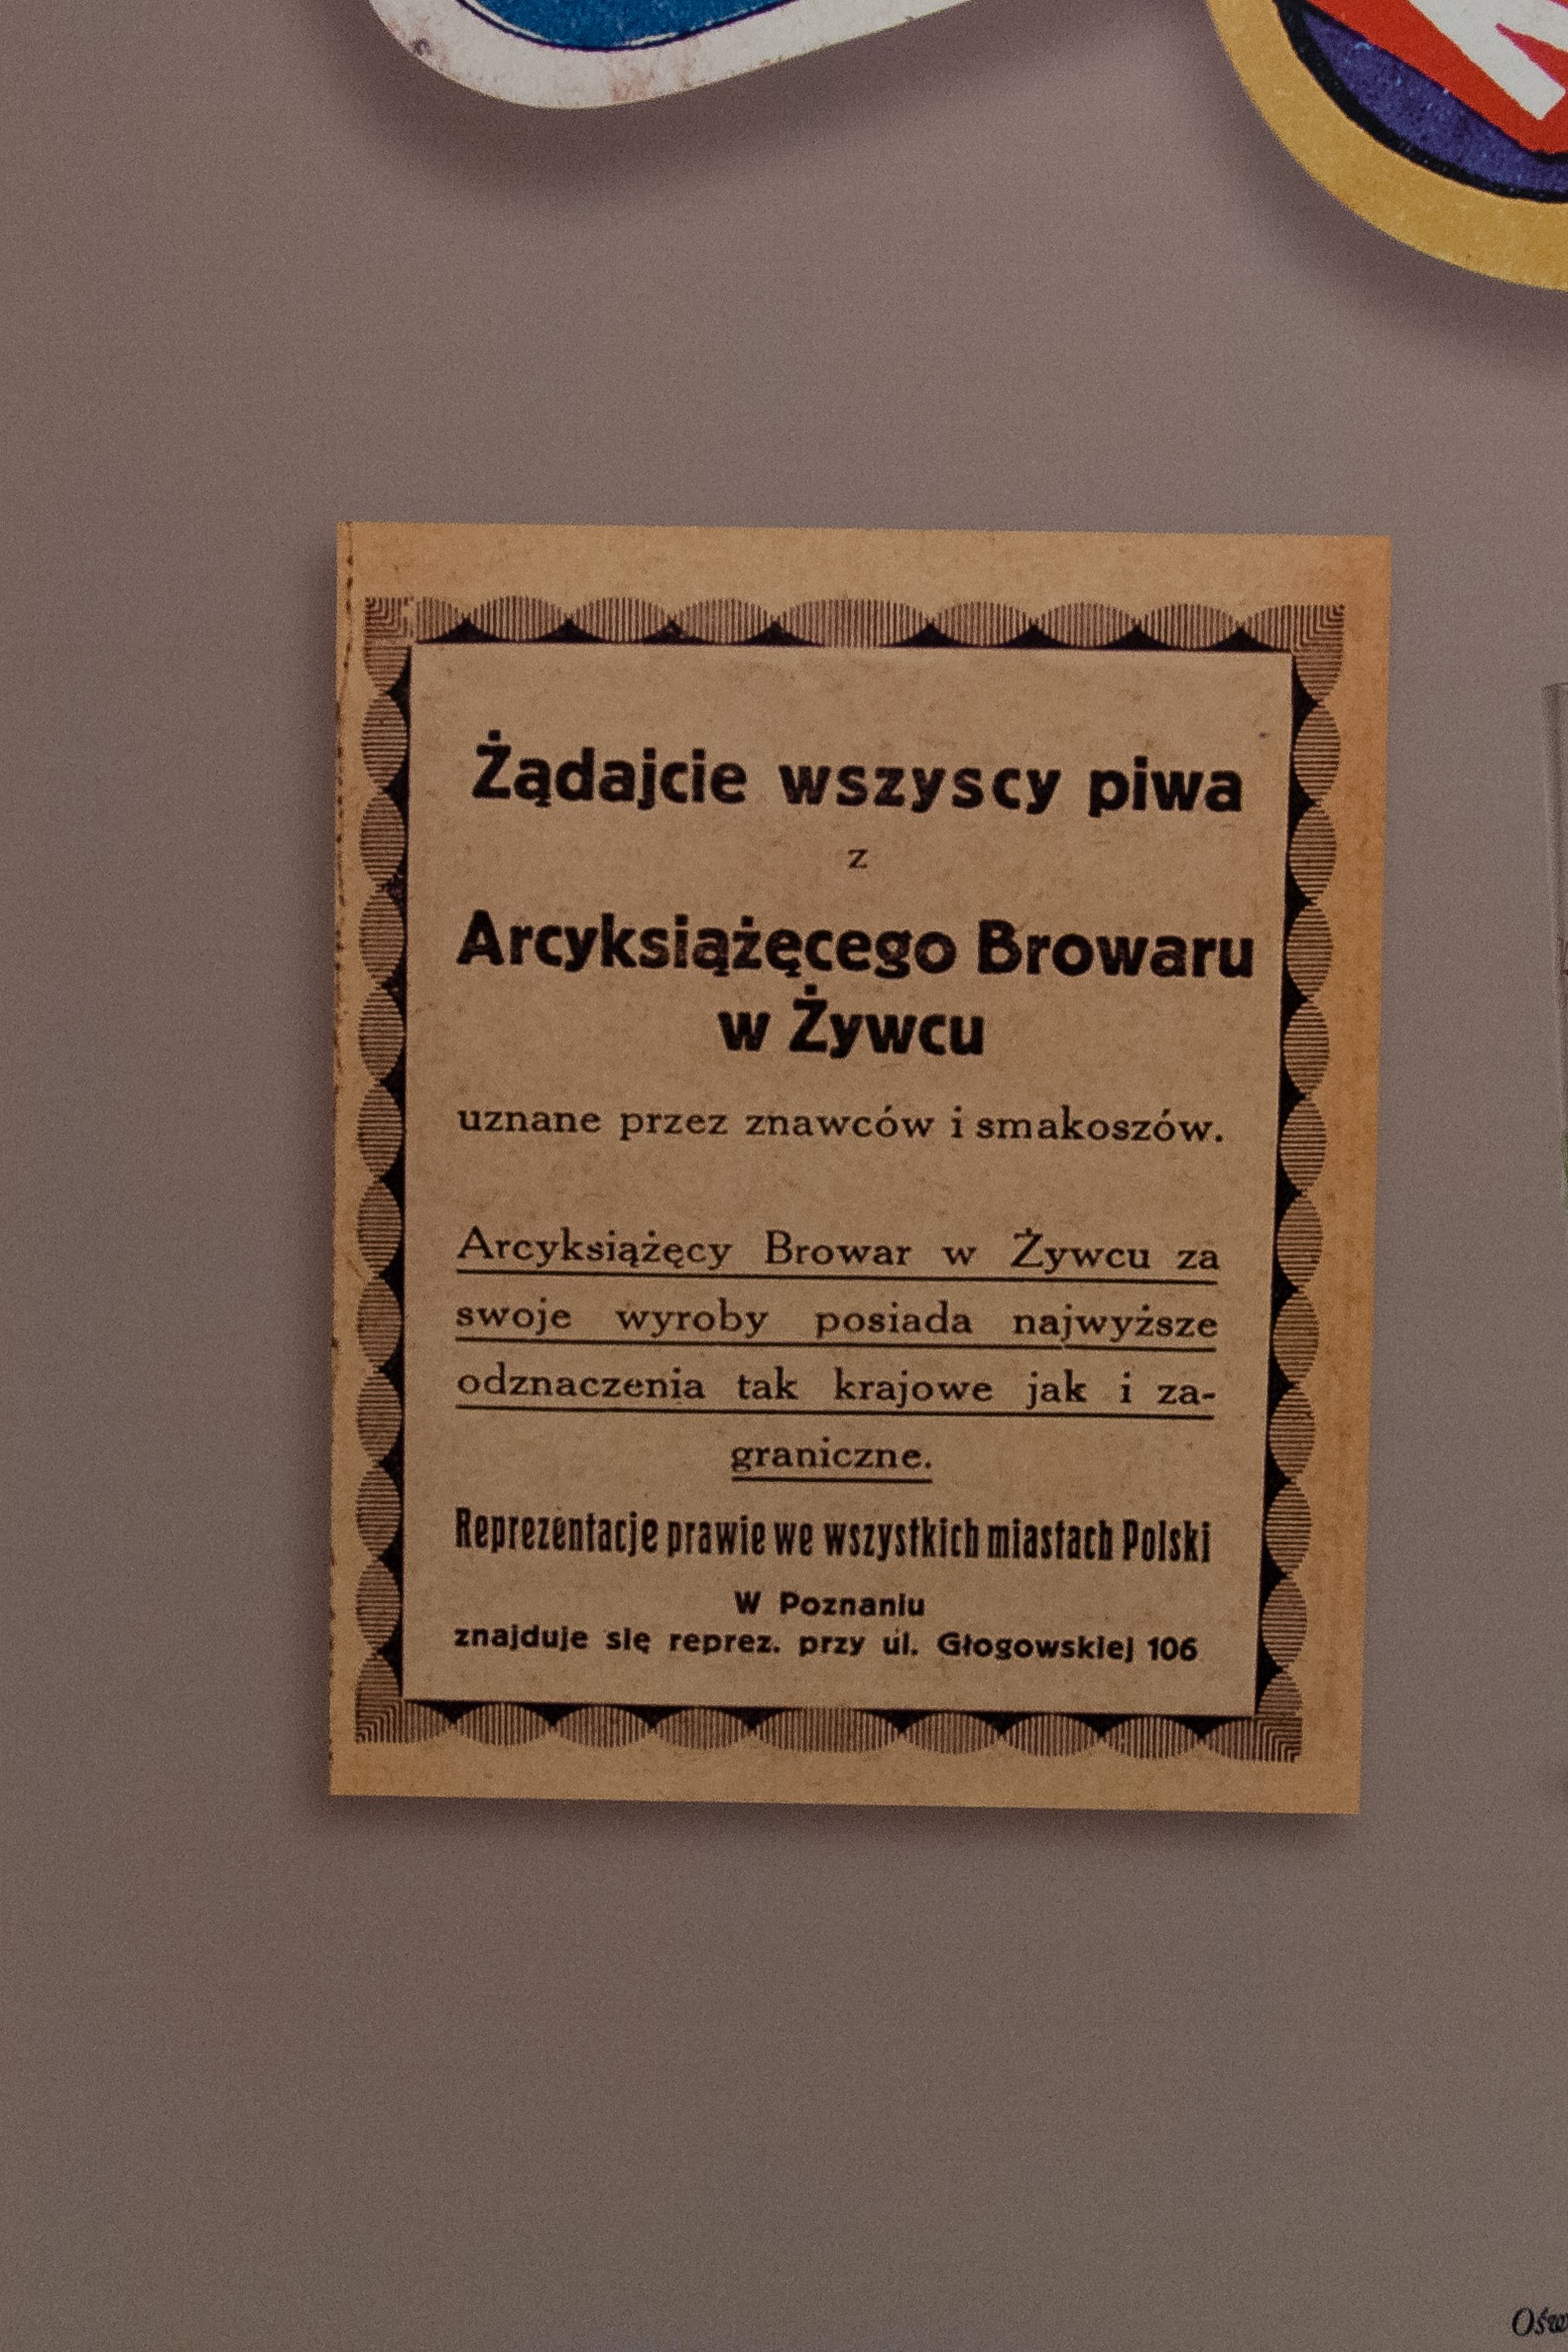 Żądajcie wszyscy piwa
z
Arcyksiążęcego Browaru
w Żywcu
uznane przez znawców i smakoszów.
Arcyksiążęcy Browar w Żywcu za
swoje wyroby posiada najwyższe
odznaczenia tak krajowe jak i za-
graniczne.
Reprezentacje prawie we wszystkich miastach Polski
W Poznaniu
znajduje się reprez. przy ul. Głogowskiej 106